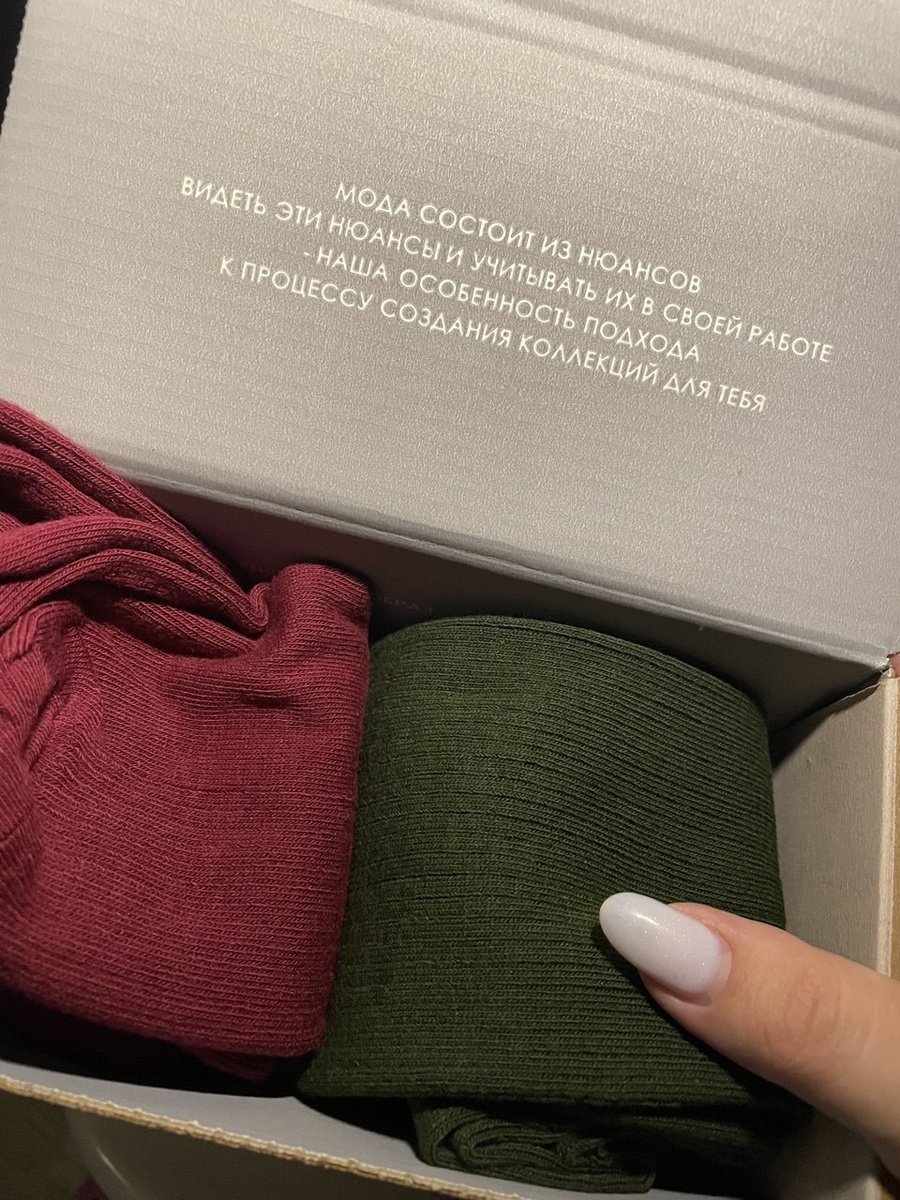 МОДА СОСТОИТ ИЗ НЮАНСОВ
ВИДЕТЬ ЭТИ НЮАНСЫ И УЧИТЫВАТЬ ИХ В СВОЕЙ РАБОТЕ
- НАША ОСОБЕННОСТЬ ПОДХОДА
К ПРОЦЕССУ СОЗДАНИЯ КОЛЛЕКЦИЙ ДЛЯ ТЕБЯ